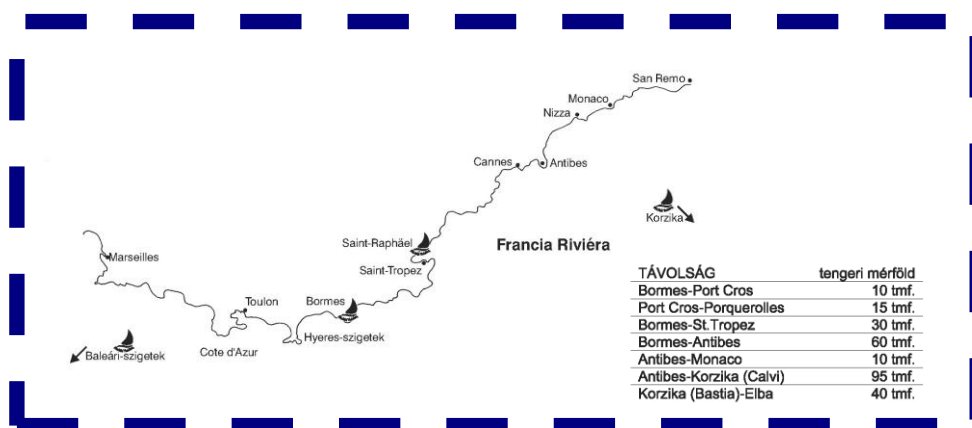 San Remo
Monaco
Nizza
Cannes
Antibes
Korzika
Saint-Raphäel
Francia Riviéra
Marseilles
Saint-Tropez
TÁVOLSÁG tengeri mérföld
Bormes-Port Cros 10 tmf.
Port Cros-Porquerolles 15 tmf.
Bormes-St.Tropez 30 tmf.
Bormes-Antibes 60 tmf.
Antibes-Monaco 10 tmf.
Antibes-Korzika (Calvi) 95 tmf.
Korzika (Bastia)-Elba 40 tmf.
Toulon
Bormes
Hyeres-szigetek
Cote d'Azur
Baleári-szigetek